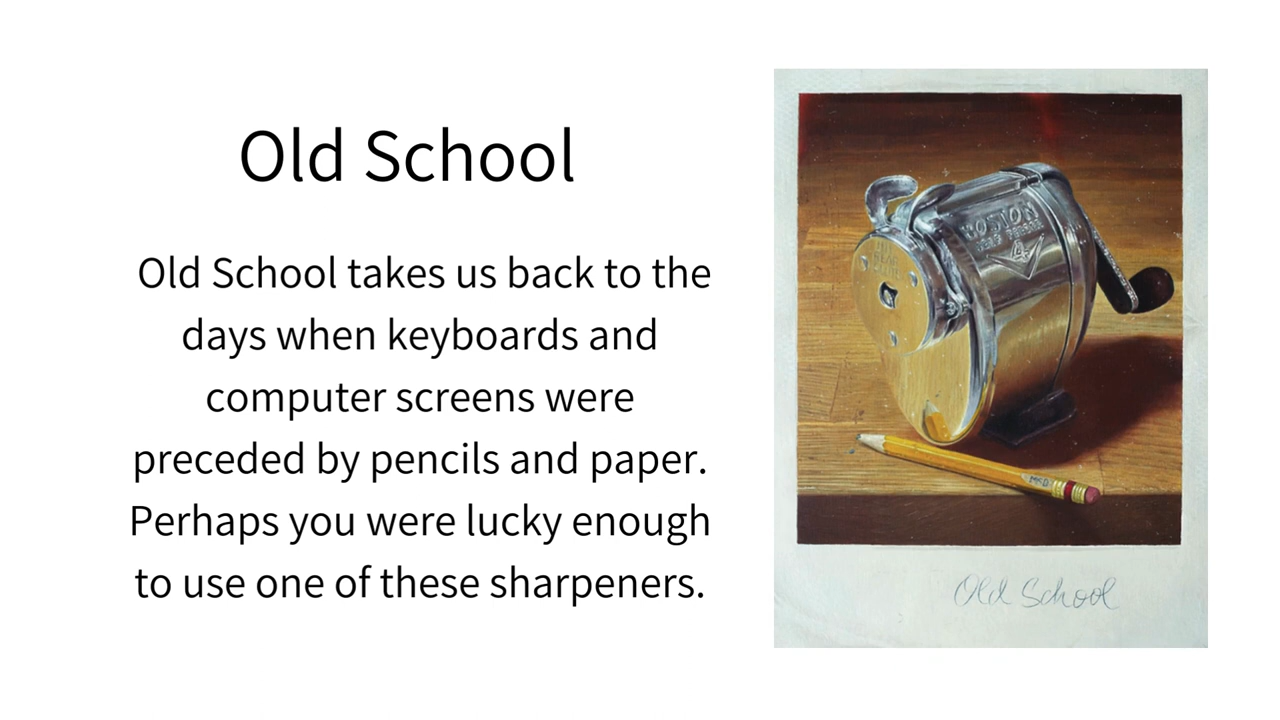 Old School
Old School takes us back to the
days when keyboards and
computer screens were
preceded by pencils and paper.
Perhaps you were lucky enough
to use one of these sharpeners.
BOSTON
4
Old School